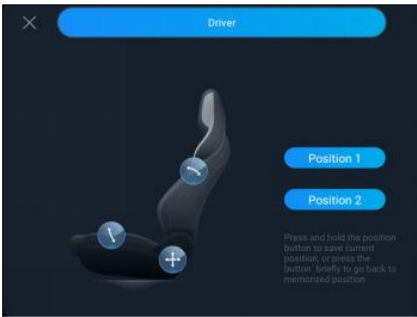 Driver
Position 1
Position 2
Press and hold the position
button to save current
position, or press the
button` briefly to go back to
memorized position